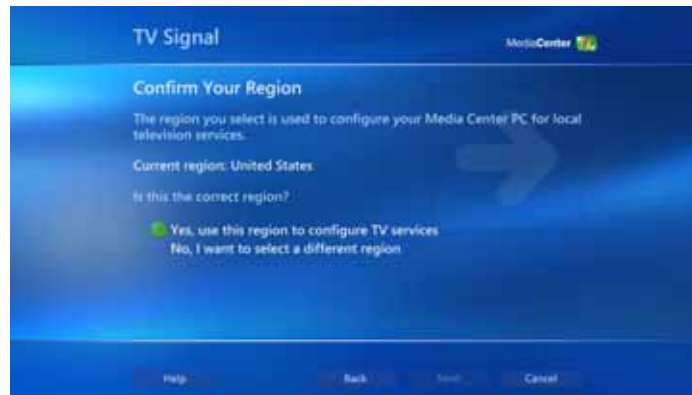 TV Signal
MediaCenter
Confirm Your Region
The region you select is used to configure your Media Center PC for local
television services.
Current region: United States
Is this the correct region?
Yes, use this region to configure TV services
No, I want to select a different region
Help Back Next Cancel